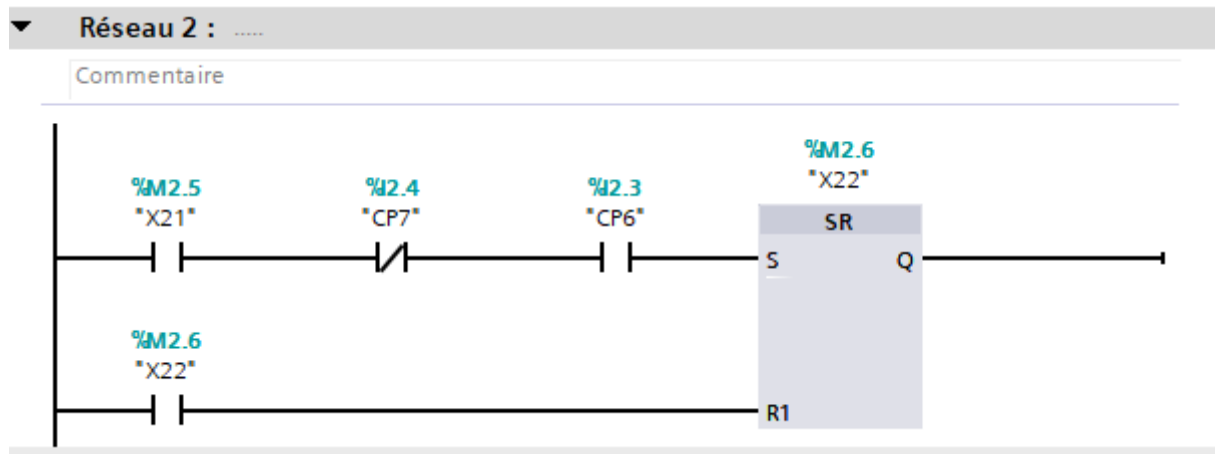 Réseau 2 : .....
Commentaire
%M2.6
"X22"
%M2.5 %I2.4 %I2.3
"X21" "CP7" "CP6"
SR
S Q
%M2.6
"X22"
R1